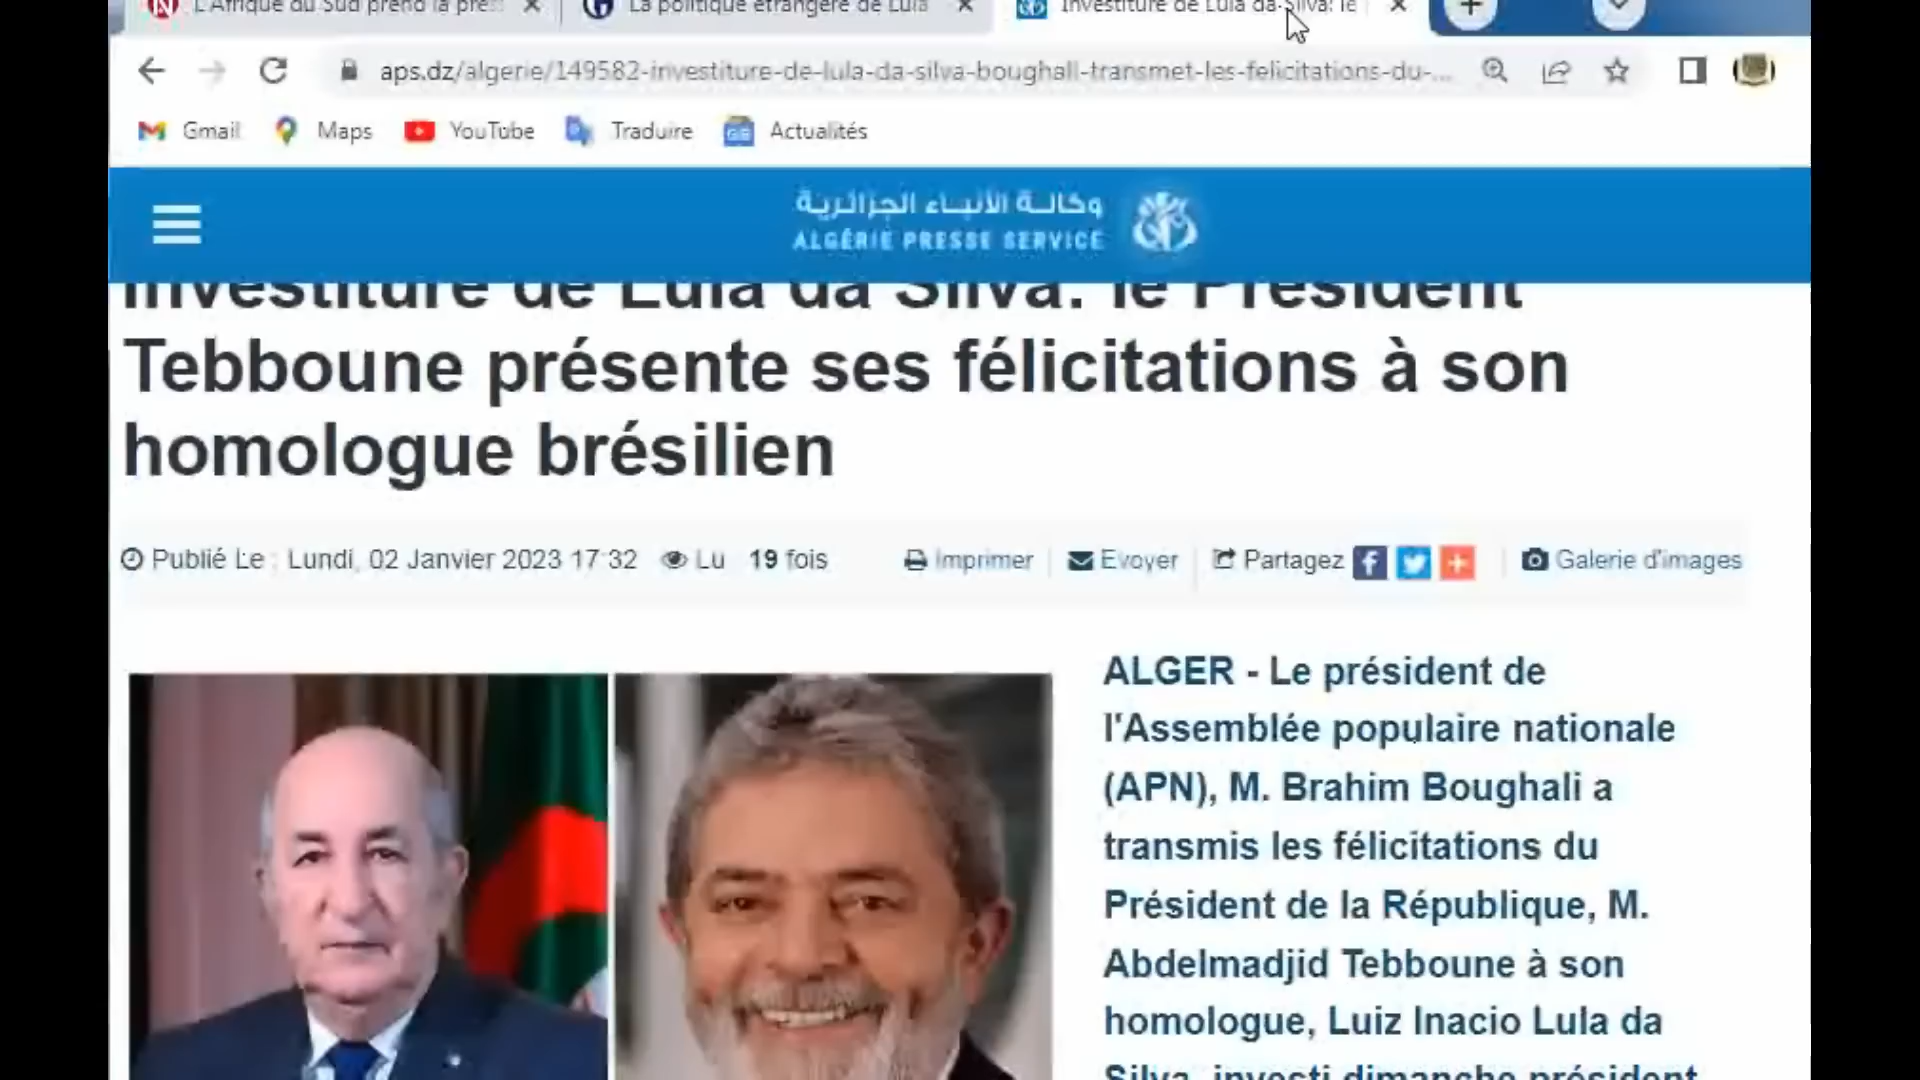 L'Afrique du Sud prend la pres
La politique étrangère de Lula
Investiture de Lula da Silva: le
aps.dz/algerie/149582-investiture-de-lula-da-silva-boughali-transmet-les-felicitations-du-...
Gmail
Maps
YouTube
Traduire
Actualités
وكالة الأنباء الجزائرية
ALGÉRIE PRESSE SERVICE
Investiture de Lula da Silva: le Président
Tebboune présente ses félicitations à son
homologue brésilien
Publié Le : Lundi, 02 Janvier 2023 17:32 Lu 19 fois Imprimer Evoyer Partagez Galerie d'images
ALGER - Le président de
l'Assemblée populaire nationale
(APN), M. Brahim Boughali a
transmis les félicitations du
Président de la République, M.
Abdelmadjid Tebboune à son
homologue, Luiz Inacio Lula da
Silva, investi dimanche président